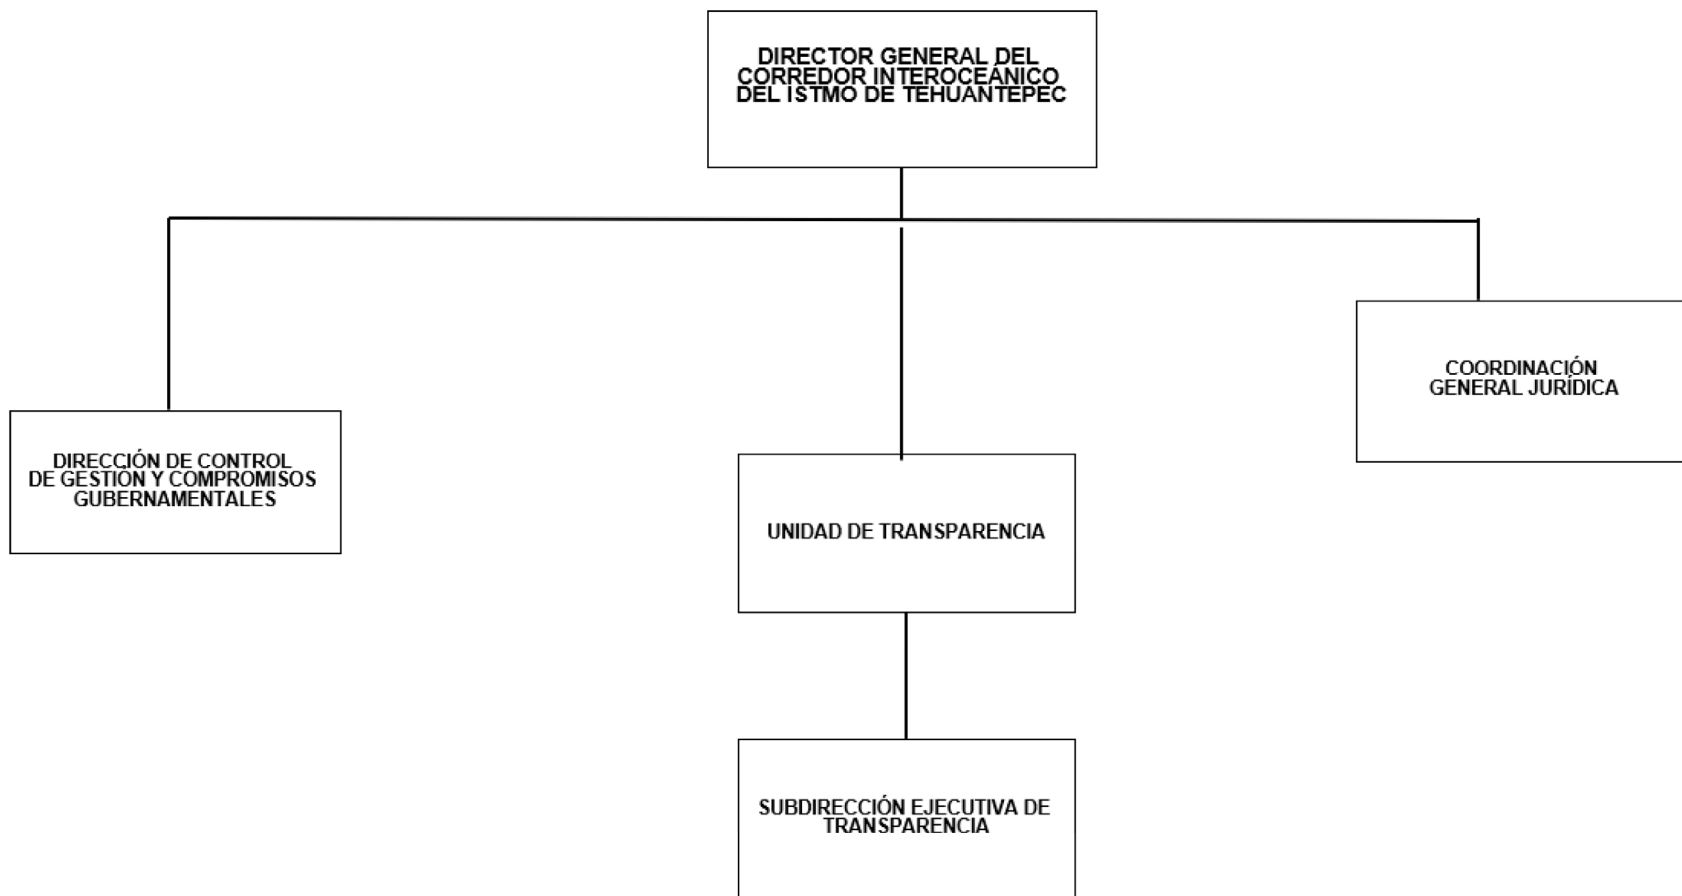 DIRECTOR GENERAL DEL
CORREDOR INTEROCEÁNICO
DEL ISTMO DE TEHUANTEPEC
COORDINACIÓN
GENERAL JURÍDICA
DIRECCIÓN DE CONTROL
DE GESTIÓN Y COMPROMISOS
GUBERNAMENTALES
UNIDAD DE TRANSPARENCIA
SUBDIRECCIÓN EJECUTIVA DE
TRANSPARENCIA